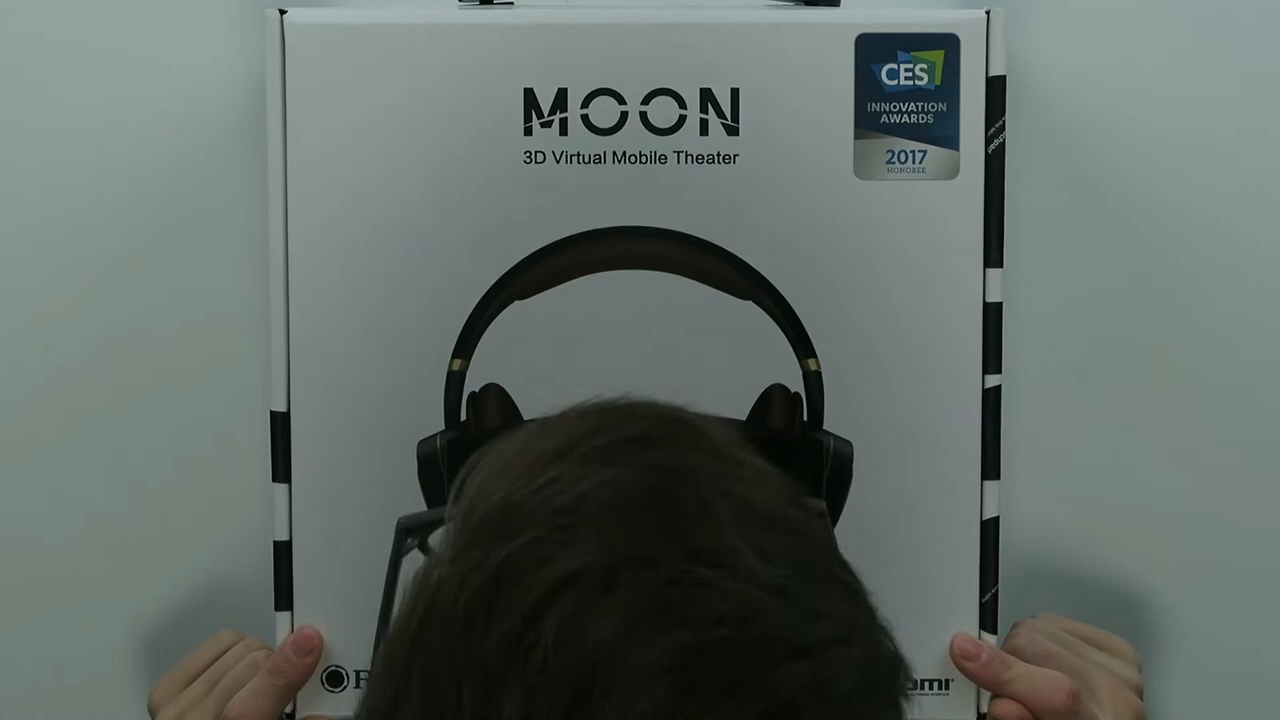 MOON
3D Virtual Mobile Theater
CES
INNOVATION
AWARDS
2017
HONOREE